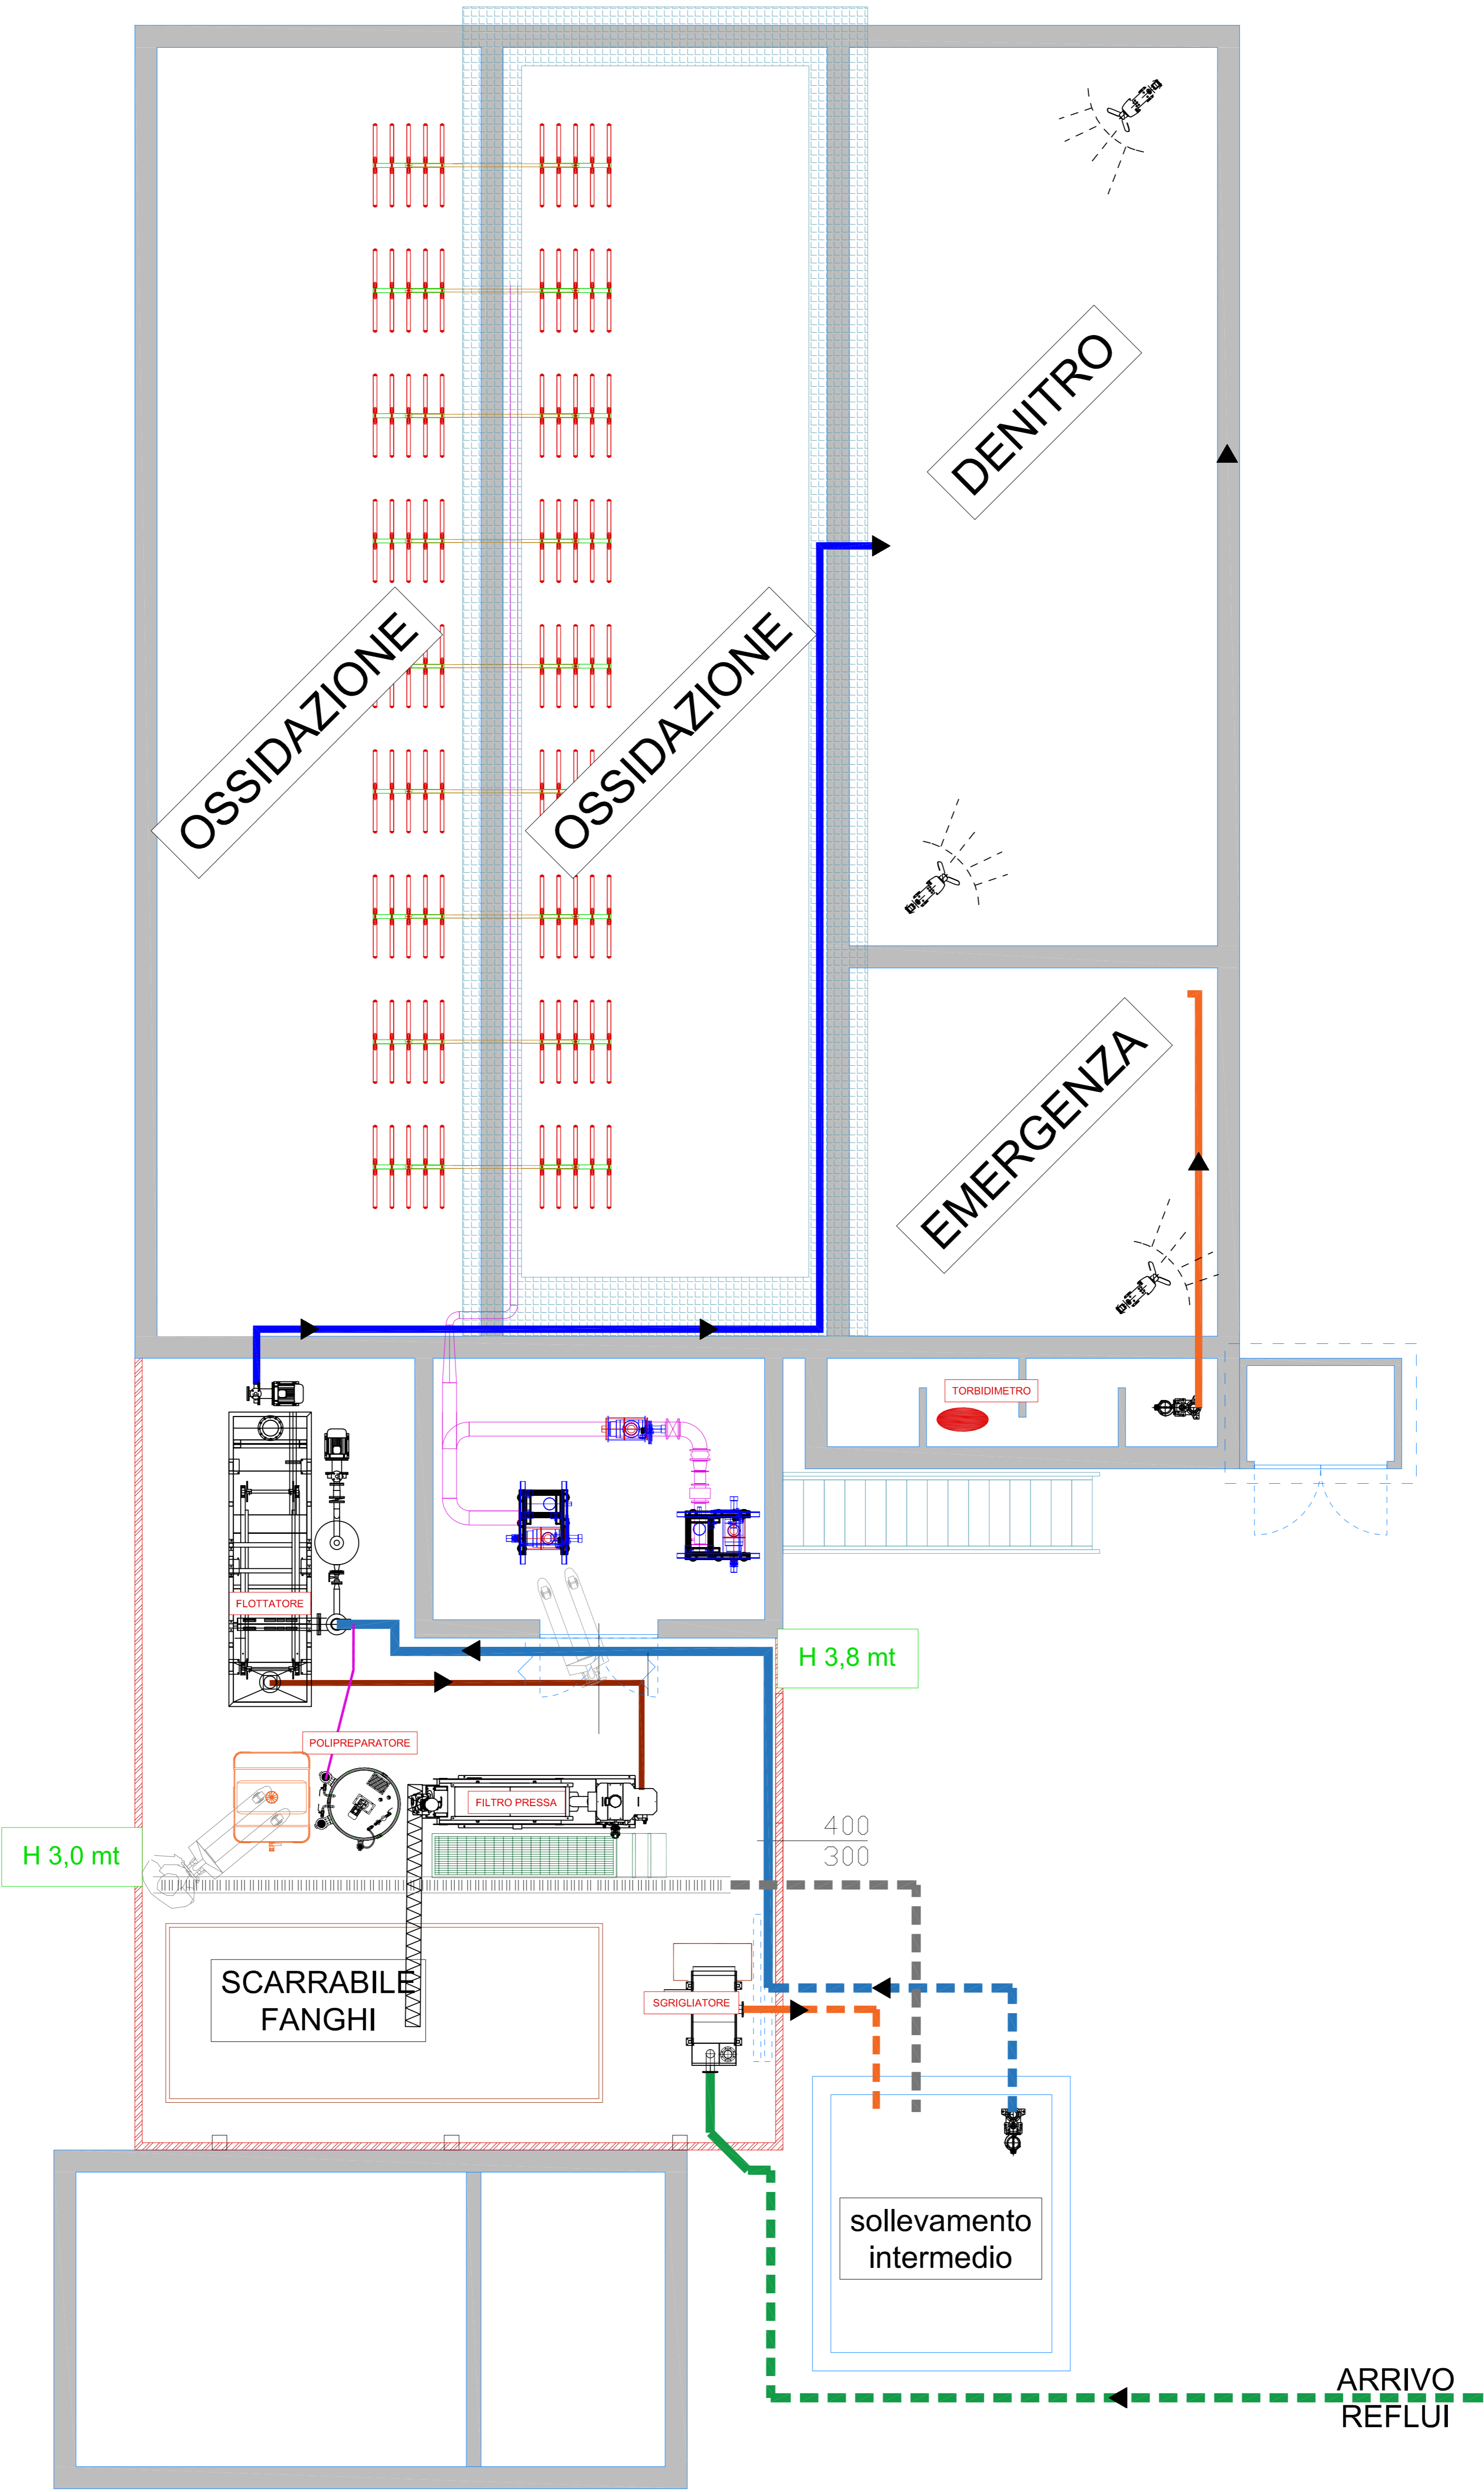 DENITRO
OSSIDAZIONE
OSSIDAZIONE
EMERGENZA
TORBIDIMETRO
FLOTTATORE
H 3,8 mt
POLIPREPARATORE
FILTRO PRESSA
400
300
H 3,0 mt
SCARRABILE
FANGHI
SGRIGLIATORE
sollevamento
intermedio
ARRIVO
REFLUI